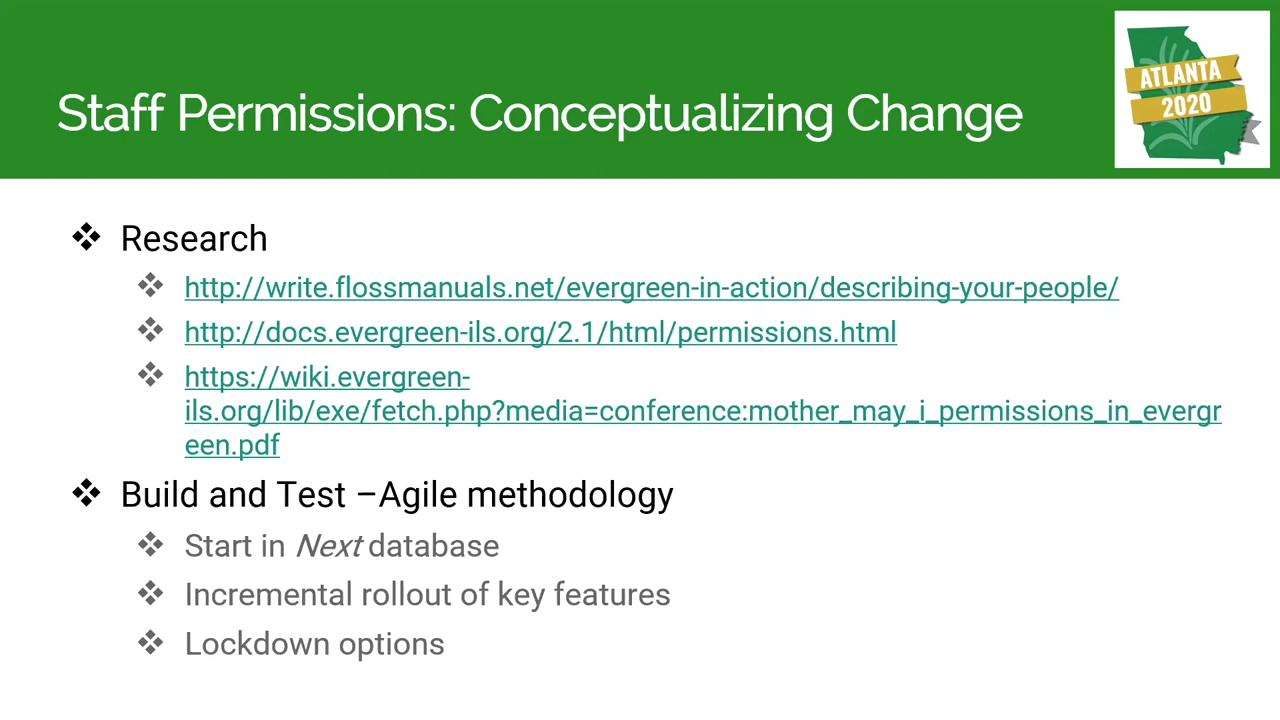 Staff Permissions: Conceptualizing Change
ATLANTA
2020
❖ Research
❖ http://write.flossmanuals.net/evergreen-in-action/describing-your-people/
❖ http://docs.evergreen-ils.org/2.1/html/permissions.html
❖ https://wiki.evergreen-
ils.org/lib/exe/fetch.php?media=conference:mother_may_i_permissions_in_evergr
een.pdf
❖ Build and Test –Agile methodology
❖ Start in Next database
❖ Incremental rollout of key features
❖ Lockdown options